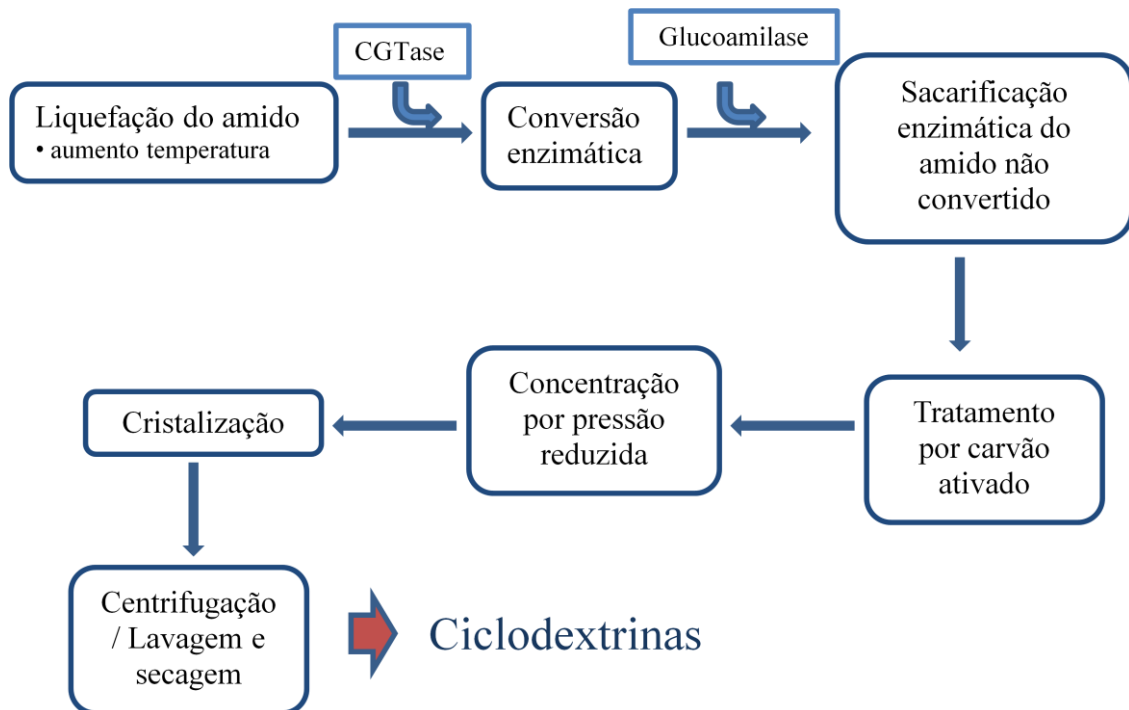 CGTase
Glucoamilase
Liquefação do amido
• aumento temperatura
Conversão
enzimática
Sacarificação
enzimática do
amido não
convertido
Tratamento
por carvão
ativado
Concentração
por pressão
reduzida
Cristalização
Centrifugação
/ Lavagem e
secagem
Ciclodextrinas